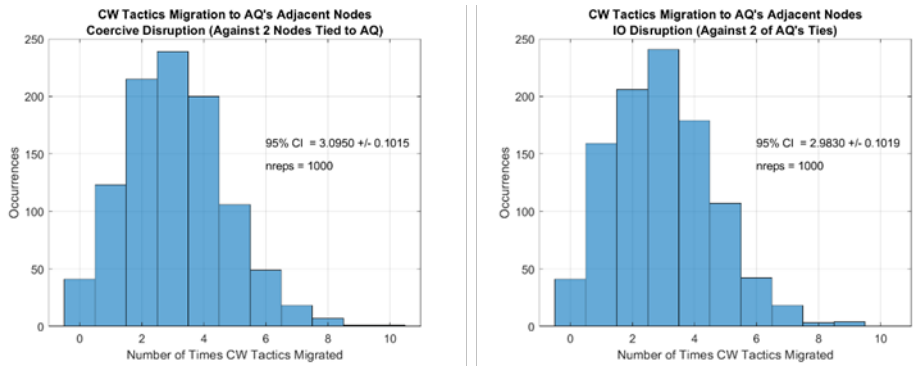 CW Tactics Migration to AQ's Adjacent Nodes
Coercive Disruption (Against 2 Nodes Tied to AQ)
250
200
150
100
50
0
Occurrences
95% CI = 3.0950 +/- 0.1015
nreps = 1000
0 2 4 6 8 10
Number of Times CW Tactics Migrated
CW Tactics Migration to AQ's Adjacent Nodes
IO Disruption (Against 2 of AQ's Ties)
250
200
150
100
50
0
Occurrences
95% CI = 2.9830 +/- 0.1019
nreps = 1000
0 2 4 6 8 10
Number of Times CW Tactics Migrated